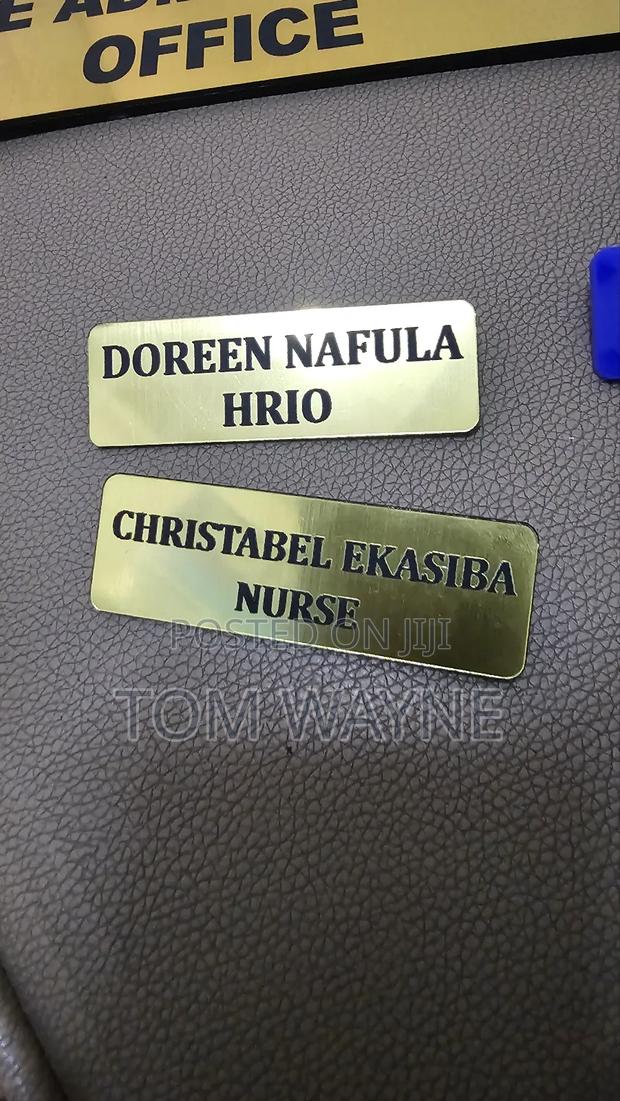 OFFICE
DOREEN NAFULA
HRIO
CHRISTABEL EKASIBA
NURSE
POSTED ON JIJI
TOM WAYNE